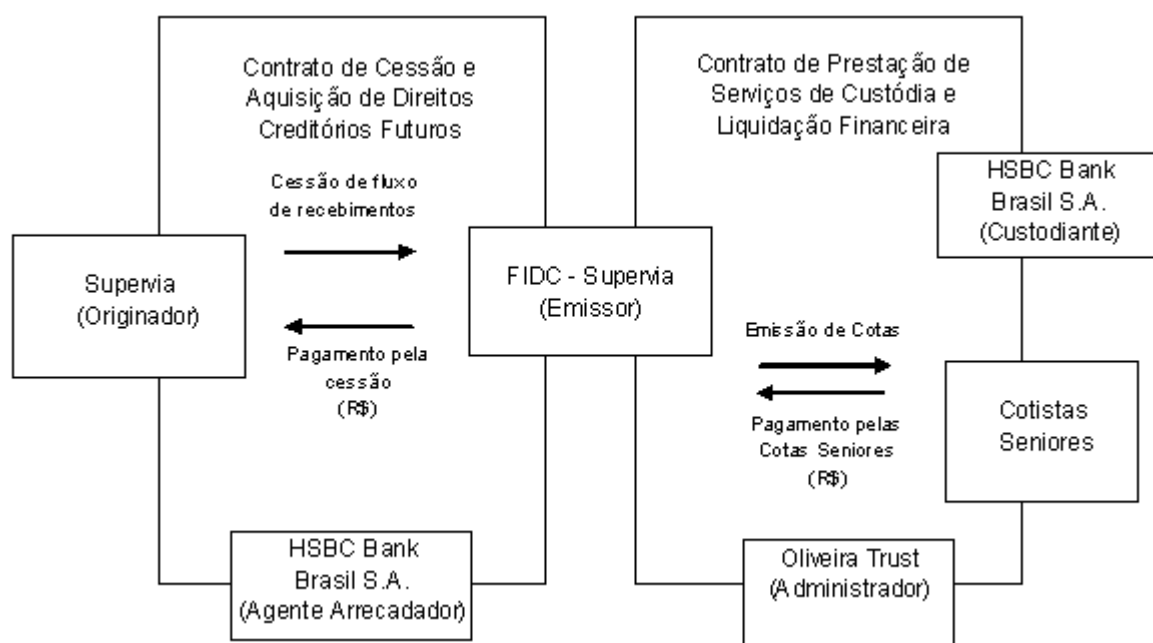 Contrato de Cessão e
Aquisição de Direitos
Creditórios Futuros
Cessão de fluxo
de recebimentos
Supervia
(Originador)
Pagamento pela
cessão
(R$)
HSBC Bank
Brasil S.A.
(Agente Arrecadador)
FIDC - Supervia
(Emissor)
Contrato de Prestação de
Serviços de Custódia e
Liquidação Financeira
HSBC Bank
Brasil S.A.
(Custodiante)
Emissão de Cotas
Pagamento pelas
Cotas Seniores
(R$)
Cotistas
Seniores
Oliveira Trust
(Administrador)